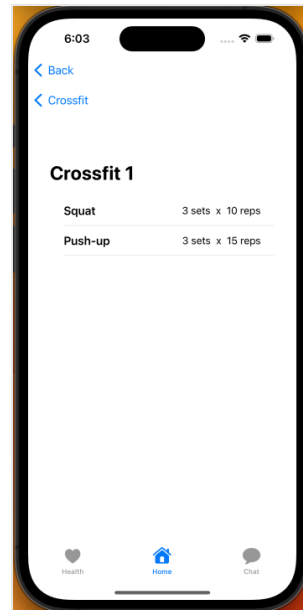 6:03
Back
Crossfit
Crossfit 1
Squat 3 sets x 10 reps
Push-up 3 sets x 15 reps
Health Home Chat